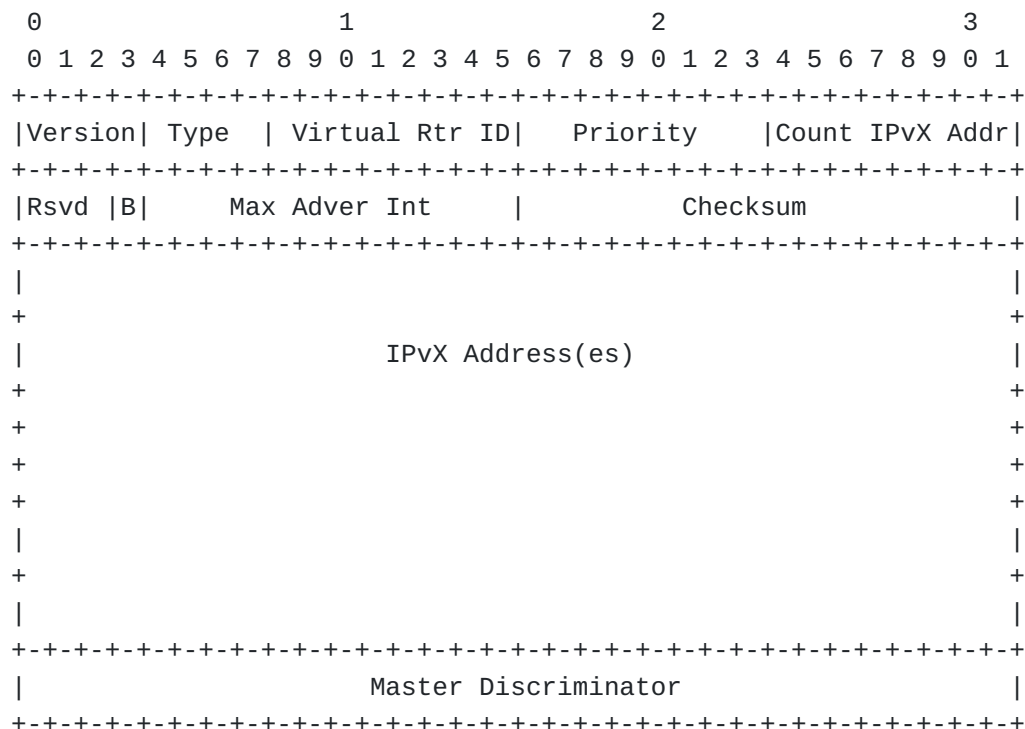 0                   1                   2                   3
 0 1 2 3 4 5 6 7 8 9 0 1 2 3 4 5 6 7 8 9 0 1 2 3 4 5 6 7 8 9 0 1
+-+-+-+-+-+-+-+-+-+-+-+-+-+-+-+-+-+-+-+-+-+-+-+-+-+-+-+-+-+-+-+-+
|Version| Type  | Virtual Rtr ID|   Priority    |Count IPvX Addr|
+-+-+-+-+-+-+-+-+-+-+-+-+-+-+-+-+-+-+-+-+-+-+-+-+-+-+-+-+-+-+-+-+
|Rsvd |B|     Max Adver Int     |          Checksum             |
+-+-+-+-+-+-+-+-+-+-+-+-+-+-+-+-+-+-+-+-+-+-+-+-+-+-+-+-+-+-+-+-+
|                                                               |
+                                                               +
|                       IPvX Address(es)                        |
+                                                               +
+                                                               +
+                                                               +
+                                                               +
|                                                               |
+                                                               +
|                                                               |
+-+-+-+-+-+-+-+-+-+-+-+-+-+-+-+-+-+-+-+-+-+-+-+-+-+-+-+-+-+-+-+-+
|                      Master Discriminator                     |
+-+-+-+-+-+-+-+-+-+-+-+-+-+-+-+-+-+-+-+-+-+-+-+-+-+-+-+-+-+-+-+-+